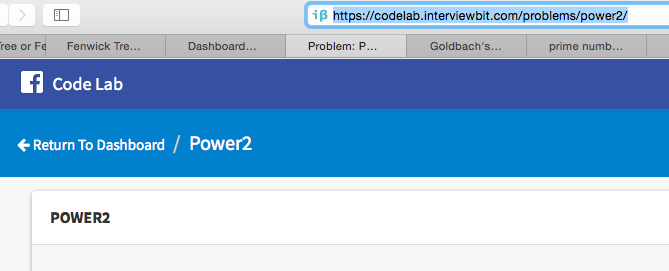 iβ https://codelab.interviewbit.com/problems/power2/
ree or Fe Fenwick Tre... Dashboard... Problem: P... Goldbach's... prime numb...
f Code Lab
Return To Dashboard / Power2
POWER2